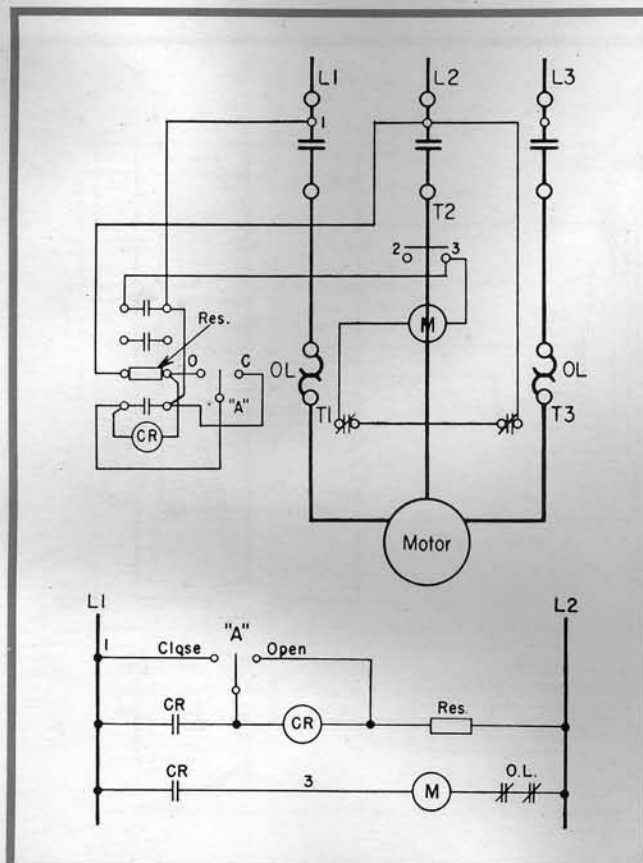 L1 L2 L3
1
T2
2 3
Res.
M
O C
OL OL
"A"
T1 T3
CR
Motor
L1 L2
"A"
1 Close Open
CR CR Res.
CR 3 M O.L.